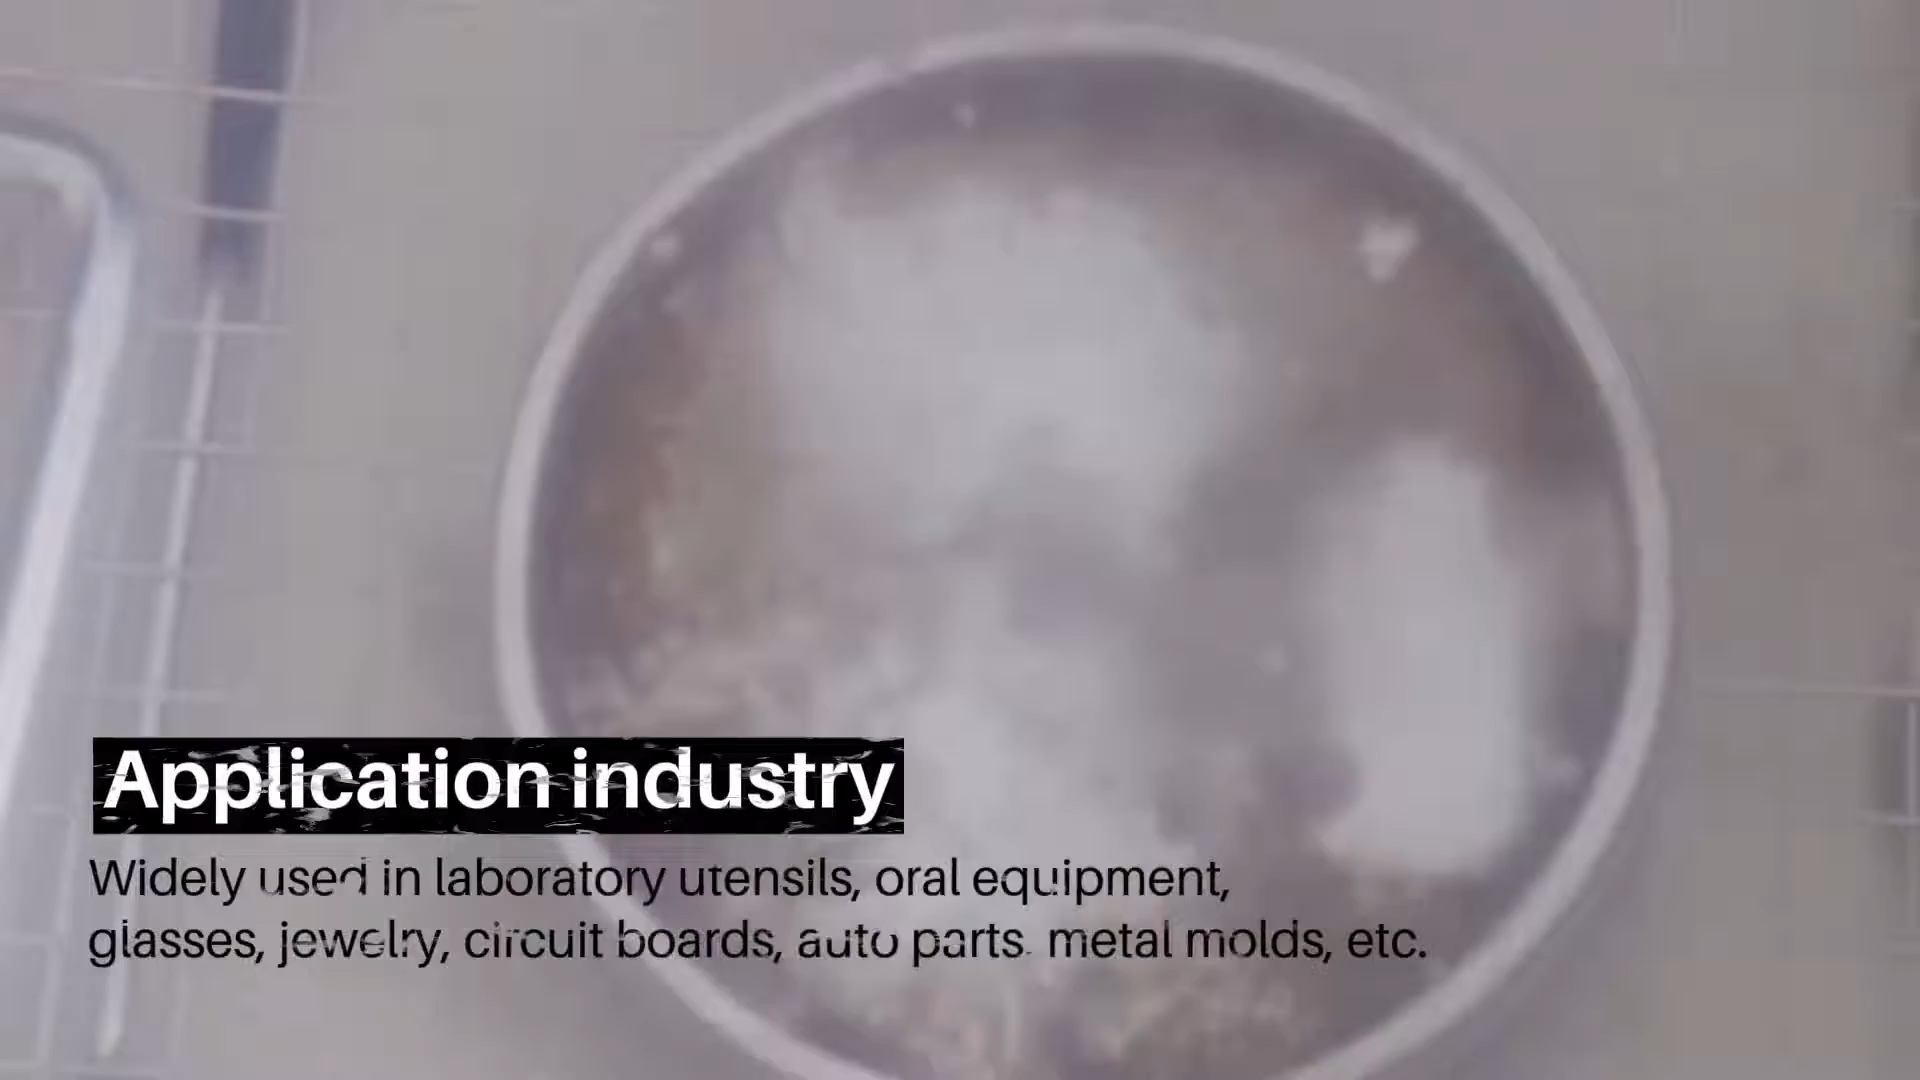 Application industry
Widely used in laboratory utensils, oral equipment,
glasses, jewelry, circuit boards, auto parts, metal molds, etc.